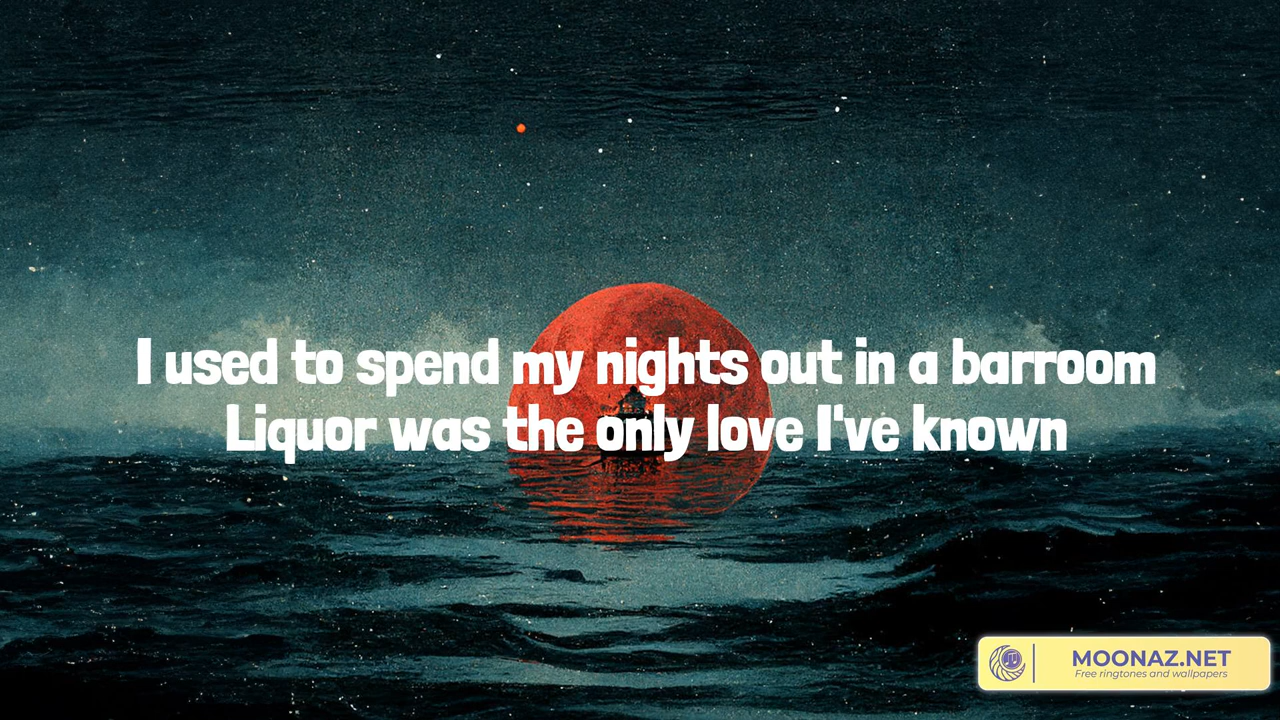 I used to spend my nights out in a barroom
Liquor was the only love I've known
MOONAZ.NET
Free ringtones and wallpapers